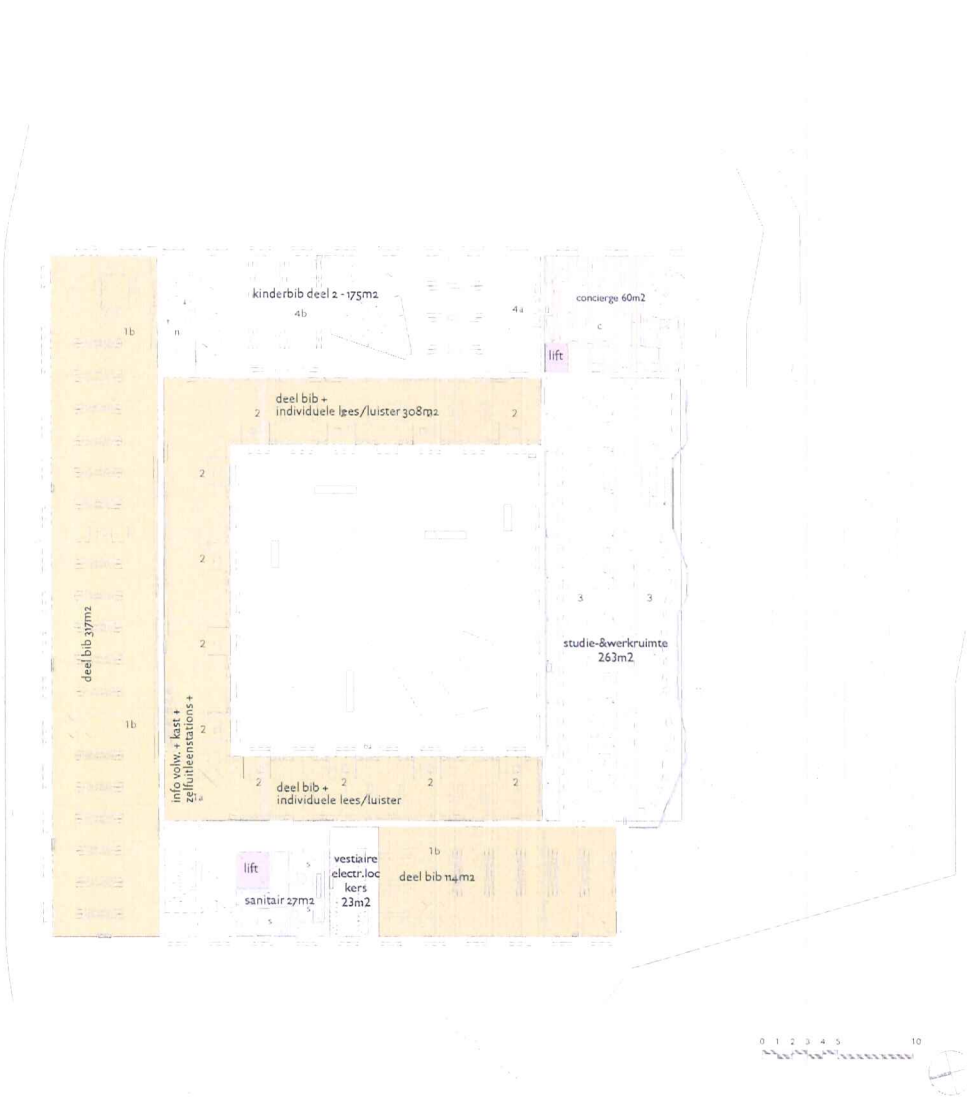 kinderbib deel 2 - 175m2
4b
4a
concierge 60m2
c
n
1b
lift
deel bib +
individuele lees/luister 308m2
2
2
2
2
2
2
3
3
studie-&werkruimte
263m2
deel bib 317m2
1b
info volw. + kast +
zelfuitleenstations +
1a
2
2
2
2
deel bib +
individuele lees/luister
lift
sanitair 27m2
s
s
s
vestiaire
electr.loc
kers
23m2
1b
deel bib 114m2
0 1 2 3 4 5 10